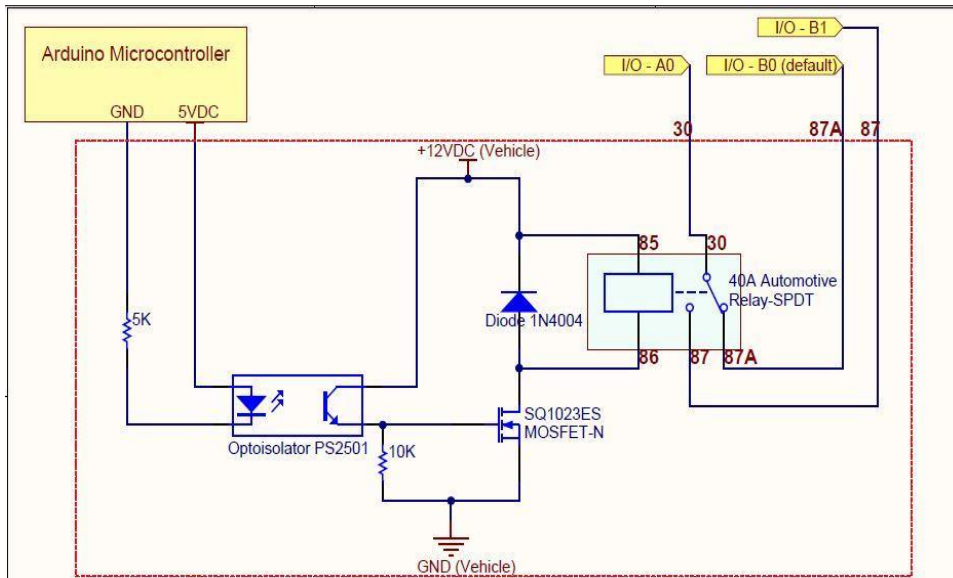 Arduino Microcontroller
GND
5VDC
I/O - B1
I/O - A0
I/O - B0 (default)
30
87A
87
+12VDC (Vehicle)
85
30
40A Automotive
Relay-SPDT
Diode 1N4004
5K
86
87
87A
SQ1023ES
MOSFET-N
Optoisolator PS2501
10K
GND (Vehicle)